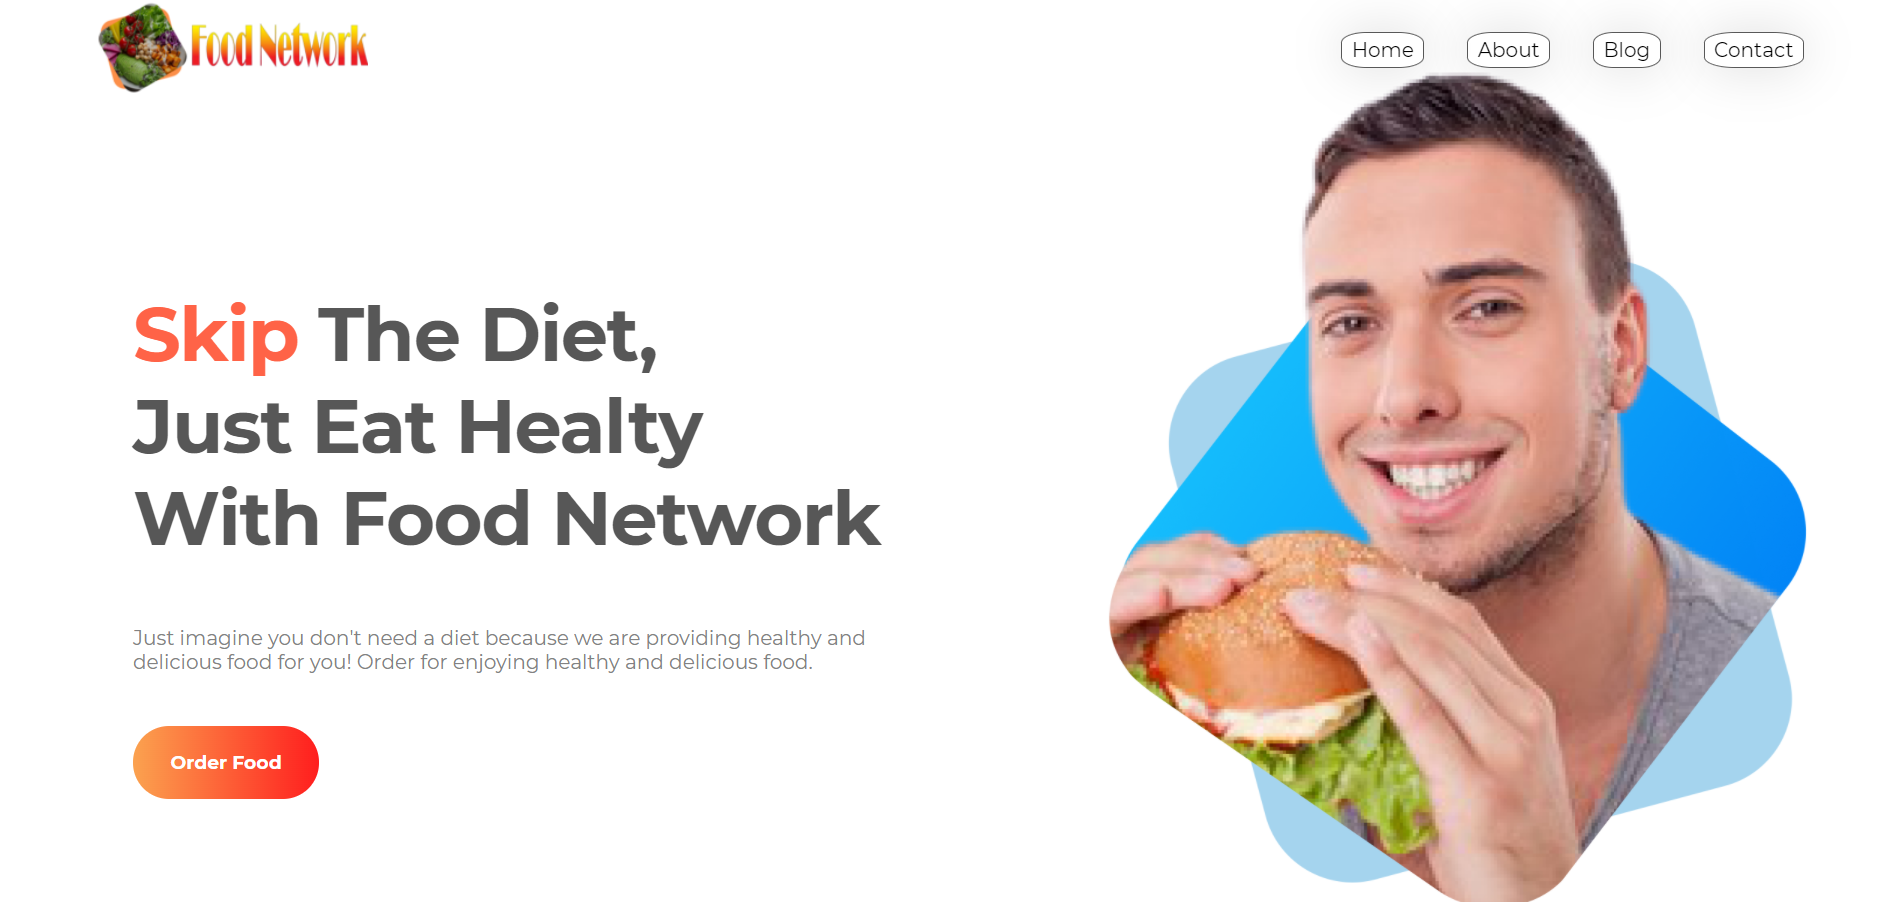 Food Network
Home
About
Blog
Contact
Skip The Diet,
Just Eat Healty
With Food Network
Just imagine you don't need a diet because we are providing healthy and
delicious food for you! Order for enjoying healthy and delicious food.
Order Food